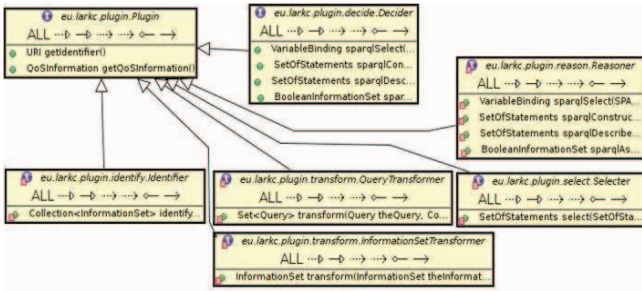 eu.larkc.plugin.Plugin
ALL
URI getIdentifier()
QoSInformation getQoSInformation()
eu.larkc.plugin.decide.Decider
ALL
VariableBinding sparqlSelect(...
SetOfStatements sparqlCon...
SetOfStatements sparqlDesc...
BooleanInformationSet spar...
eu.larkc.plugin.reason.Reasoner
ALL
VariableBinding sparqlSelect(SPA...
SetOfStatements sparqlConstruc...
SetOfStatements sparqlDescribe...
BooleanInformationSet sparqlAs...
eu.larkc.plugin.identify.Identifier
ALL
Collection<InformationSet> identify...
eu.larkc.plugin.transform.QueryTransformer
ALL
Set<Query> transform(Query theQuery, Co...
eu.larkc.plugin.select.Selecter
ALL
SetOfStatements select(SetOfSta...
eu.larkc.plugin.transform.InformationSetTransformer
ALL
InformationSet transform(InformationSet theInformat...